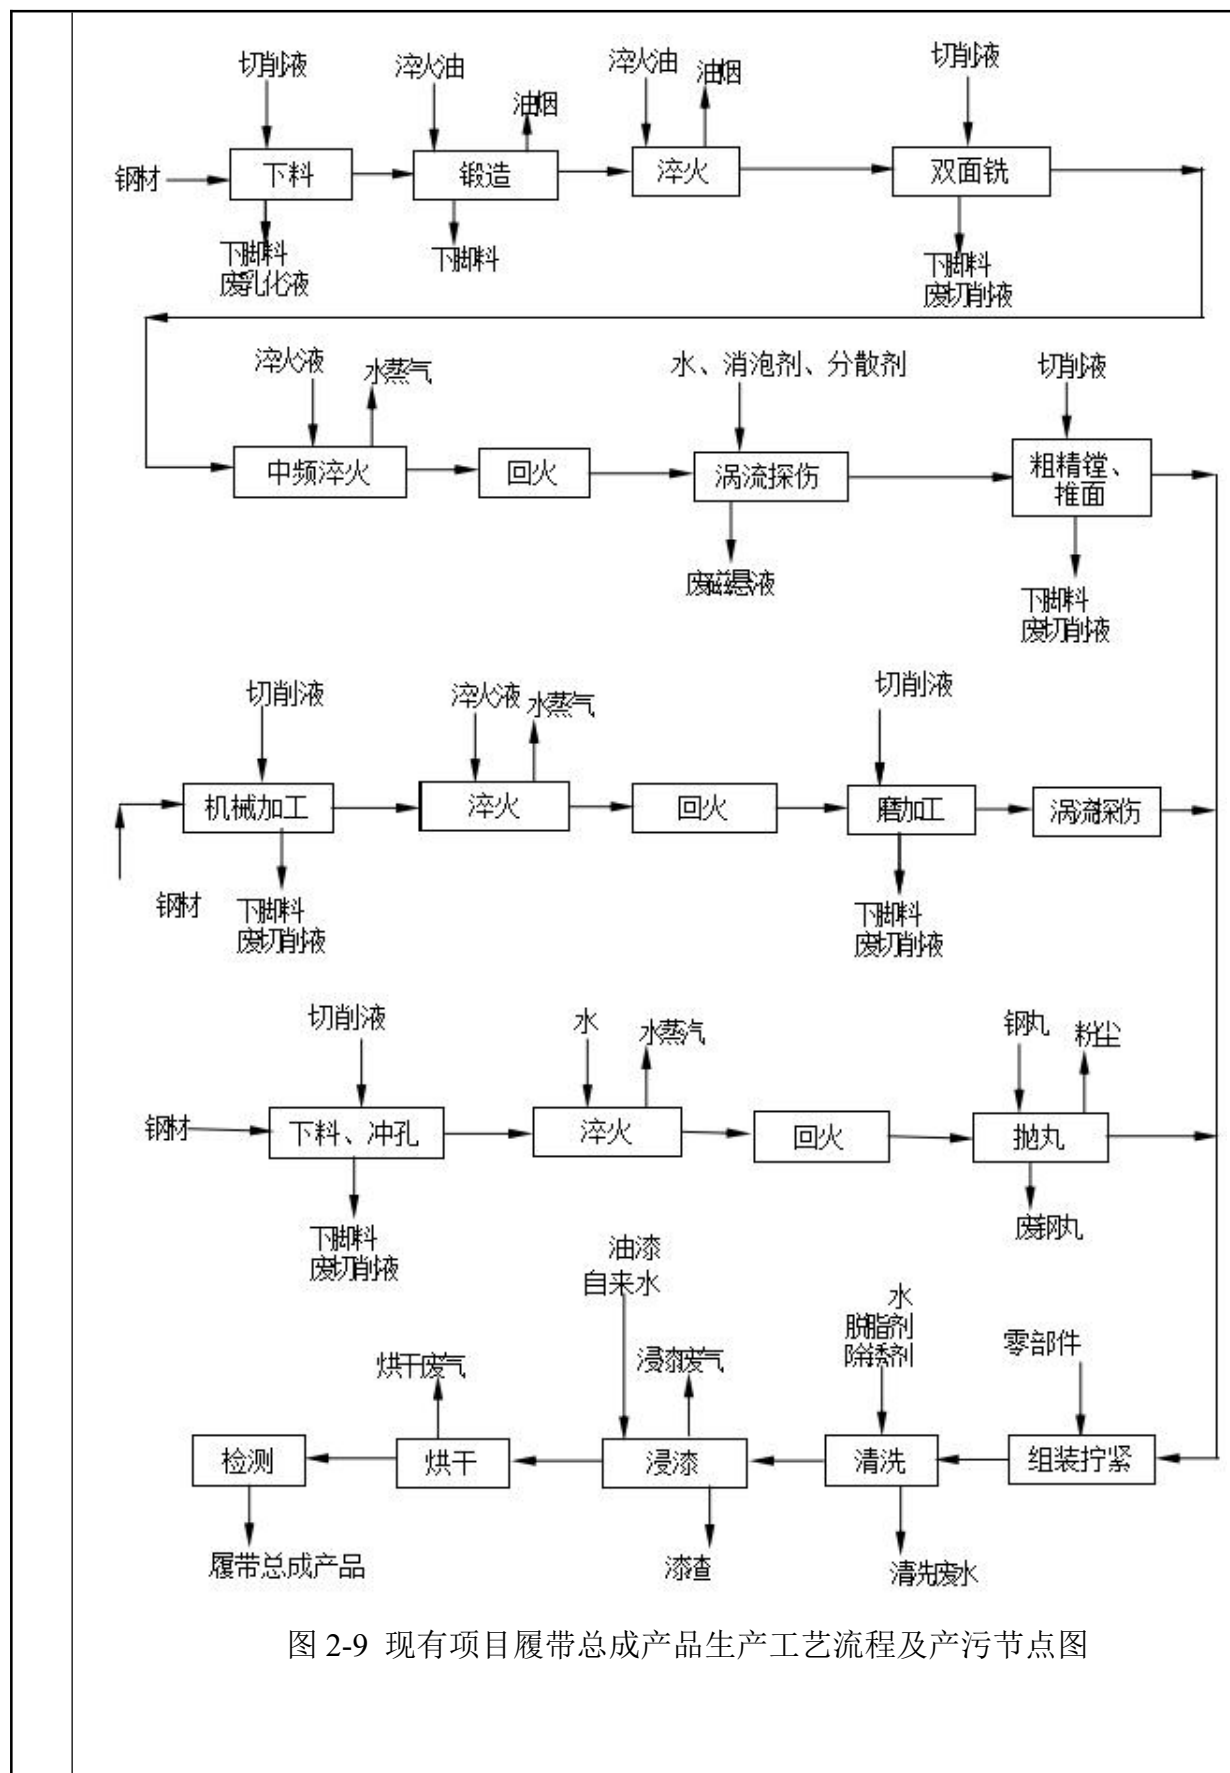 切削液
淬火油
油烟
淬火油
油烟
切削液
钢材
下料
锻造
淬火
双面铣
下脚料
废乳化液
下脚料
下脚料
废切削液
淬火液
水蒸气
水、消泡剂、分散剂
切削液
中频淬火
回火
涡流探伤
粗精镗、
推面
废磁悬液
下脚料
废切削液
切削液
淬火液
水蒸气
切削液
机械加工
淬火
回火
磨加工
涡流探伤
钢材
下脚料
废切削液
下脚料
废切削液
切削液
水
水蒸汽
钢丸
粉尘
钢材
下料、冲孔
淬火
回火
抛丸
下脚料
废切削液
废钢丸
油漆
自来水
水
脱脂剂
除锈剂
零部件
烘干废气
浸漆废气
检测
烘干
浸漆
清洗
组装拧紧
履带总成产品
漆查
清洗废水
图 2-9 现有项目履带总成产品生产工艺流程及产污节点图